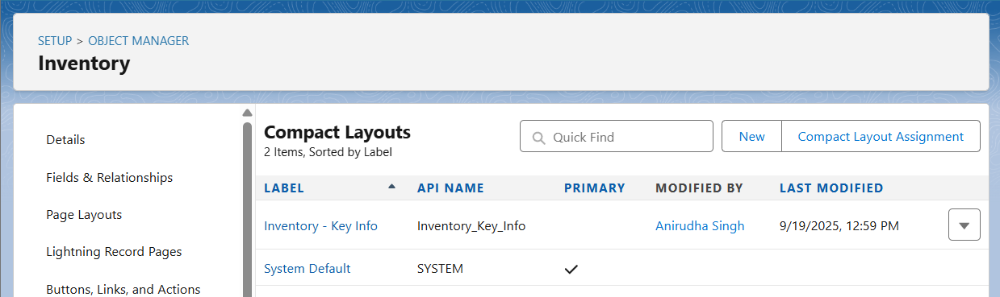 SETUP > OBJECT MANAGER
Inventory
Details
Fields & Relationships
Page Layouts
Lightning Record Pages
Buttons, Links, and Actions
Compact Layouts
2 Items, Sorted by Label
Quick Find
New
Compact Layout Assignment
LABEL API NAME PRIMARY MODIFIED BY LAST MODIFIED
Inventory - Key Info Inventory_Key_Info Anirudha Singh 9/19/2025, 12:59 PM
System Default SYSTEM